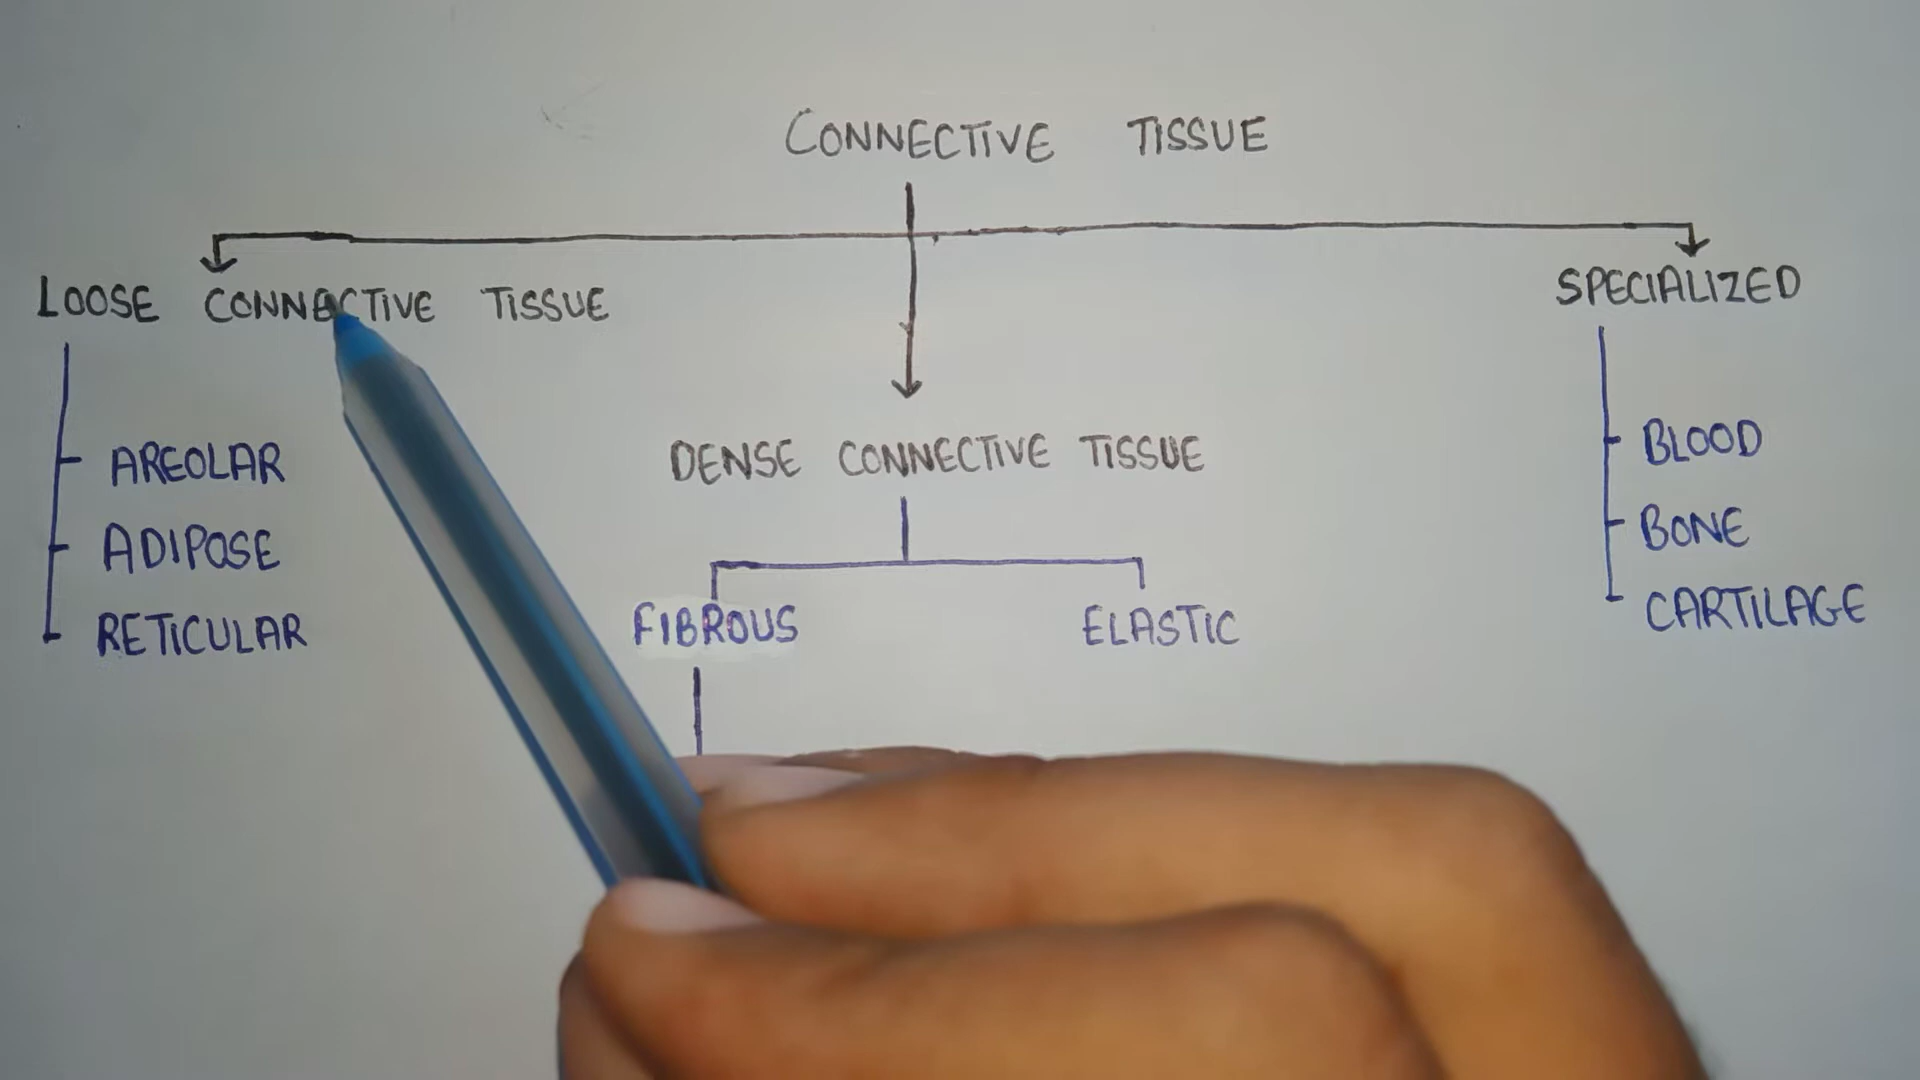 CONNECTIVE TISSUE
LOOSE CONNECTIVE TISSUE
AREOLAR
ADIPOSE
RETICULAR
DENSE CONNECTIVE TISSUE
FIBROUS
ELASTIC
SPECIALIZED
BLOOD
BONE
CARTILAGE